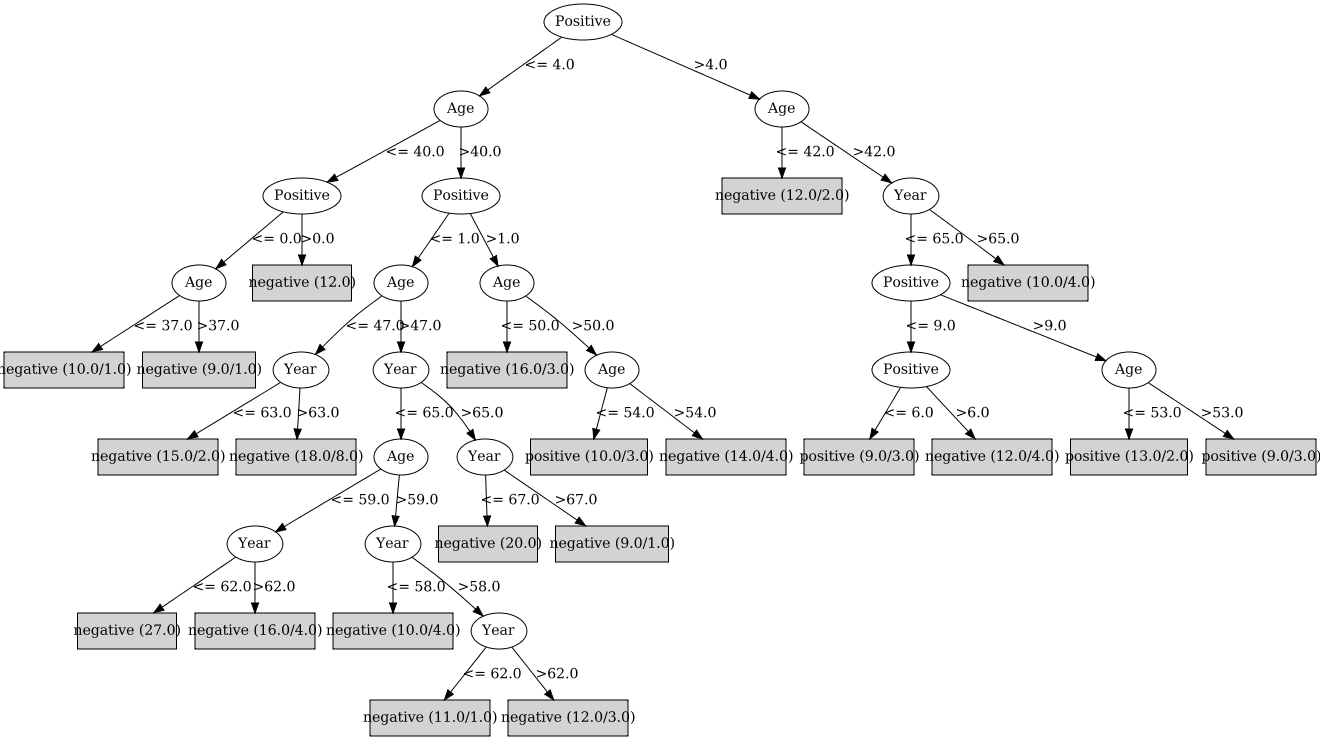 Positive
<= 4.0 >4.0
Age Age
<= 40.0 >40.0 <= 42.0 >42.0
Positive Positive negative (12.0/2.0) Year
<= 0.0 >0.0 <= 1.0 >1.0 <= 65.0 >65.0
Age negative (12.0) Age Age Positive negative (10.0/4.0)
<= 37.0 >37.0 <= 47.0 >47.0 <= 50.0 >50.0 <= 9.0 >9.0
negative (10.0/1.0) negative (9.0/1.0) Year Year negative (16.0/3.0) Age Positive Age
<= 63.0 >63.0 <= 65.0 >65.0 <= 54.0 >54.0 <= 6.0 >6.0 <= 53.0 >53.0
negative (15.0/2.0) negative (18.0/8.0) Age Year positive (10.0/3.0) negative (14.0/4.0) positive (9.0/3.0) negative (12.0/4.0) positive (13.0/2.0) positive (9.0/3.0)
<= 59.0 >59.0 <= 67.0 >67.0
Year Year negative (20.0) negative (9.0/1.0)
<= 62.0 >62.0 <= 58.0 >58.0
negative (27.0) negative (16.0/4.0) negative (10.0/4.0) Year
<= 62.0 >62.0
negative (11.0/1.0) negative (12.0/3.0)